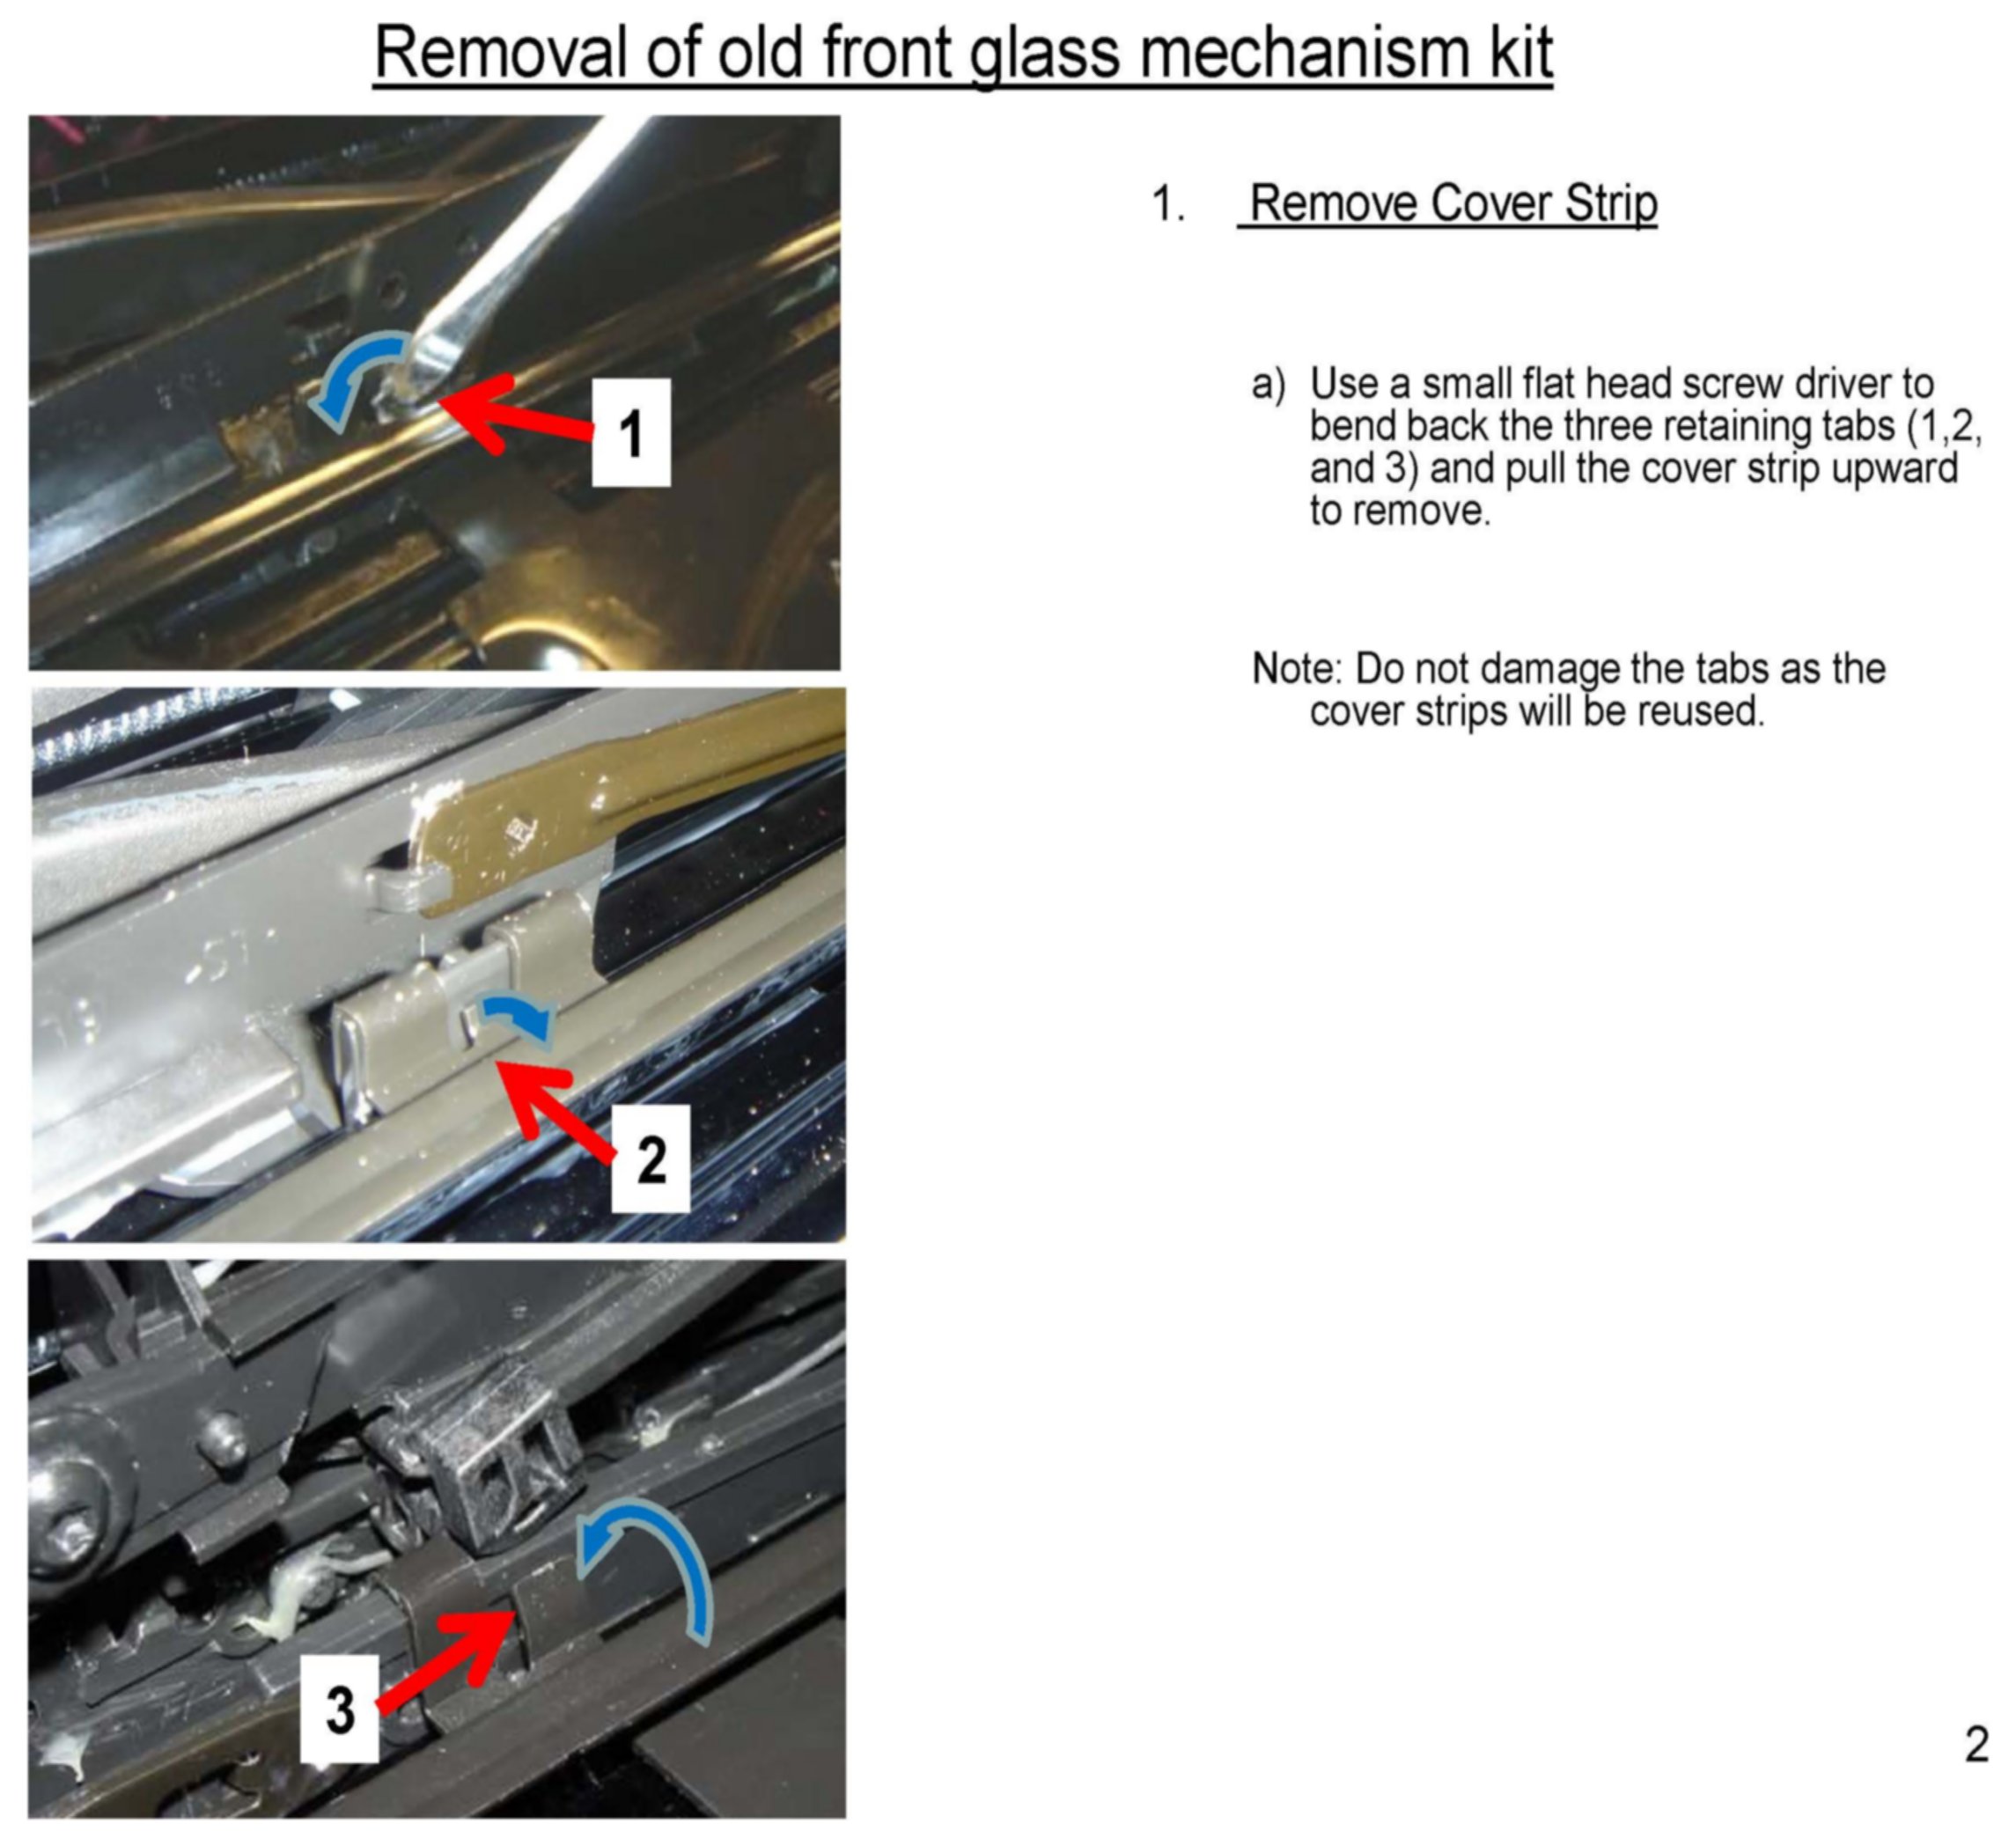 Removal of old front glass mechanism kit
1. Remove Cover Strip
a) Use a small flat head screw driver to
bend back the three retaining tabs (1,2,
and 3) and pull the cover strip upward
to remove.
Note: Do not damage the tabs as the
cover strips will be reused.
1
2
3
2